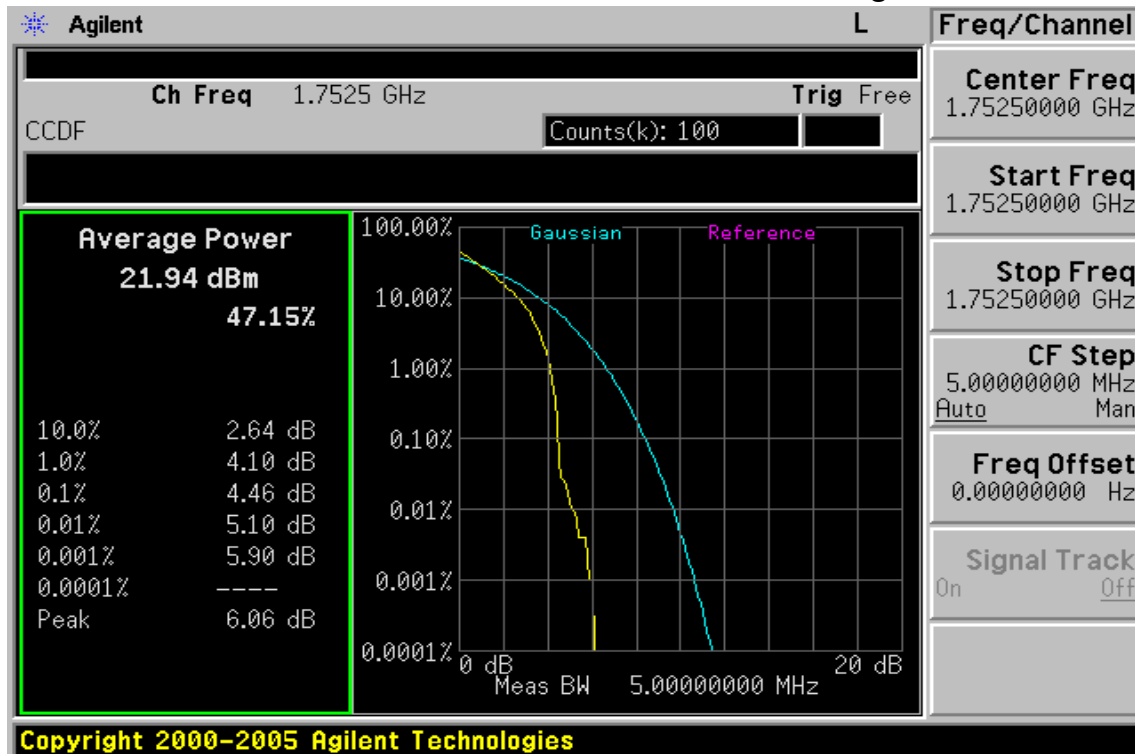 Agilent L Freq/Channel
Ch Freq 1.7525 GHz Trig Free
CCDF Counts(k): 100
Center Freq
1.75250000 GHz
Start Freq
1.75250000 GHz
Stop Freq
1.75250000 GHz
CF Step
5.00000000 MHz
Auto Man
Freq Offset
0.00000000 Hz
Signal Track
On Off
Average Power
21.94 dBm
47.15%
10.0% 2.64 dB
1.0% 4.10 dB
0.1% 4.46 dB
0.01% 5.10 dB
0.001% 5.90 dB
0.0001% ----
Peak 6.06 dB
Gaussian Reference
100.00%
10.00%
1.00%
0.10%
0.01%
0.001%
0.0001%
0 dB 20 dB
Meas BW 5.00000000 MHz
Copyright 2000-2005 Agilent Technologies